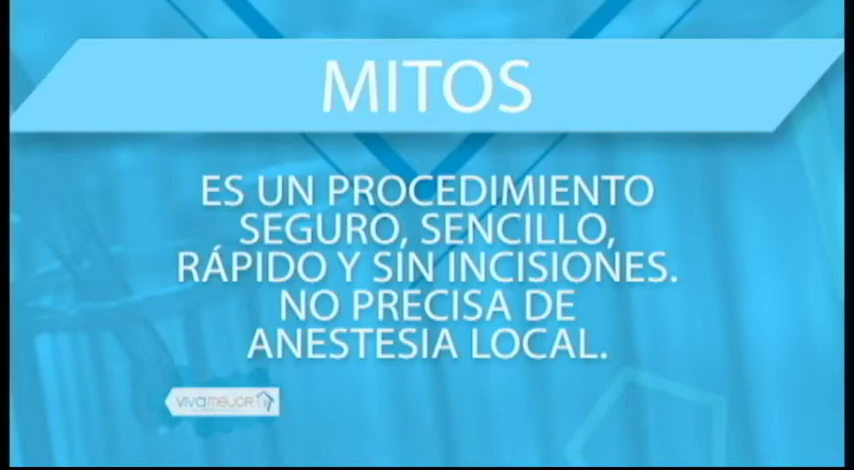 MITOS
ES UN PROCEDIMIENTO
SEGURO, SENCILLO,
RÁPIDO Y SIN INCISIONES.
NO PRECISA DE
ANESTESIA LOCAL.
VIVAMEJOR